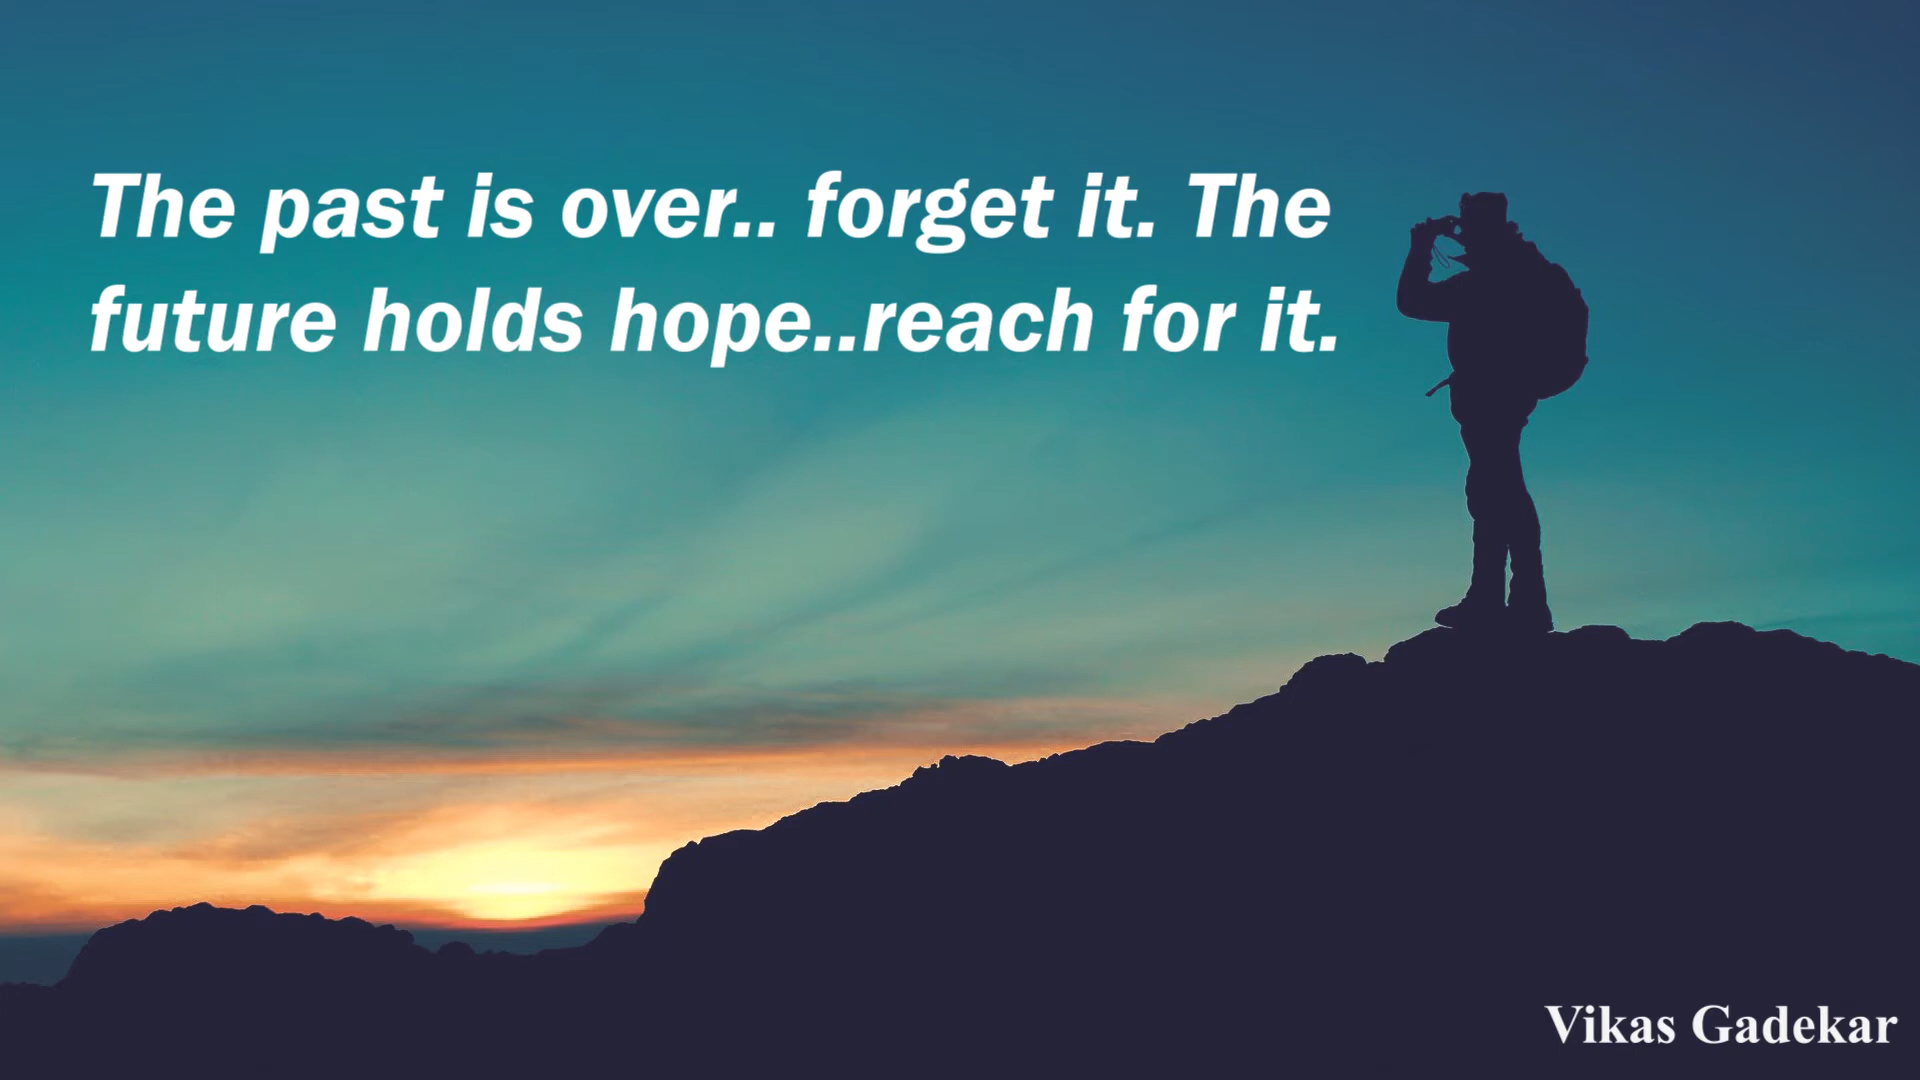 The past is over.. forget it. The
future holds hope..reach for it.
Vikas Gadekar